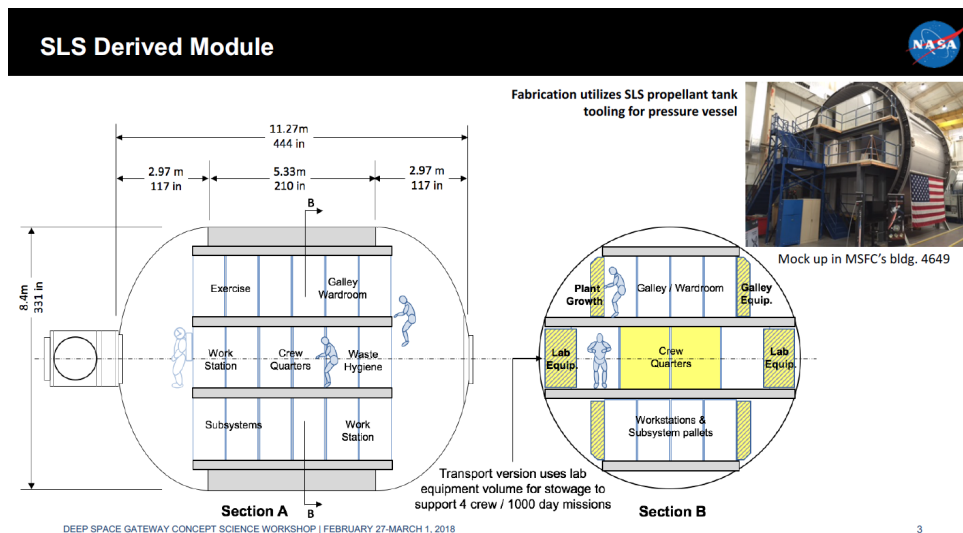 SLS Derived Module
NASA
Fabrication utilizes SLS propellant tank
tooling for pressure vessel
11.27m
444 in
2.97 m
117 in
5.33m
210 in
2.97 m
117 in
B
8.4m
331 in
Exercise
Galley
Wardroom
Work
Station
Crew
Quarters
Waste
Hygiene
Subsystems
Work
Station
B
Section A
Mock up in MSFC's bldg. 4649
Plant
Growth
Galley / Wardroom
Galley
Equip.
Lab
Equip.
Crew
Quarters
Lab
Equip.
Workstations &
Subsystem pallets
Transport version uses lab
equipment volume for stowage to
support 4 crew / 1000 day missions
Section B
DEEP SPACE GATEWAY CONCEPT SCIENCE WORKSHOP | FEBRUARY 27-MARCH 1, 2018
3